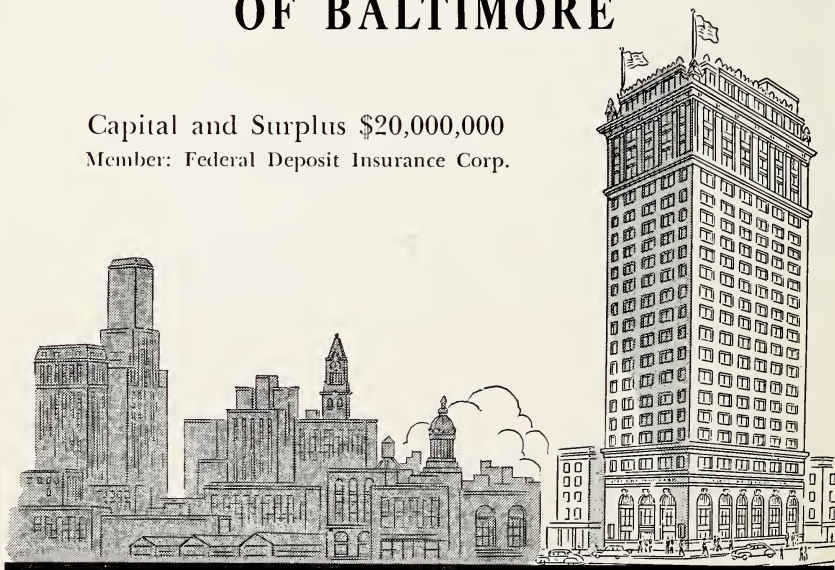 OF BALTIMORE
Capital and Surplus $20,000,000
Member: Federal Deposit Insurance Corp.